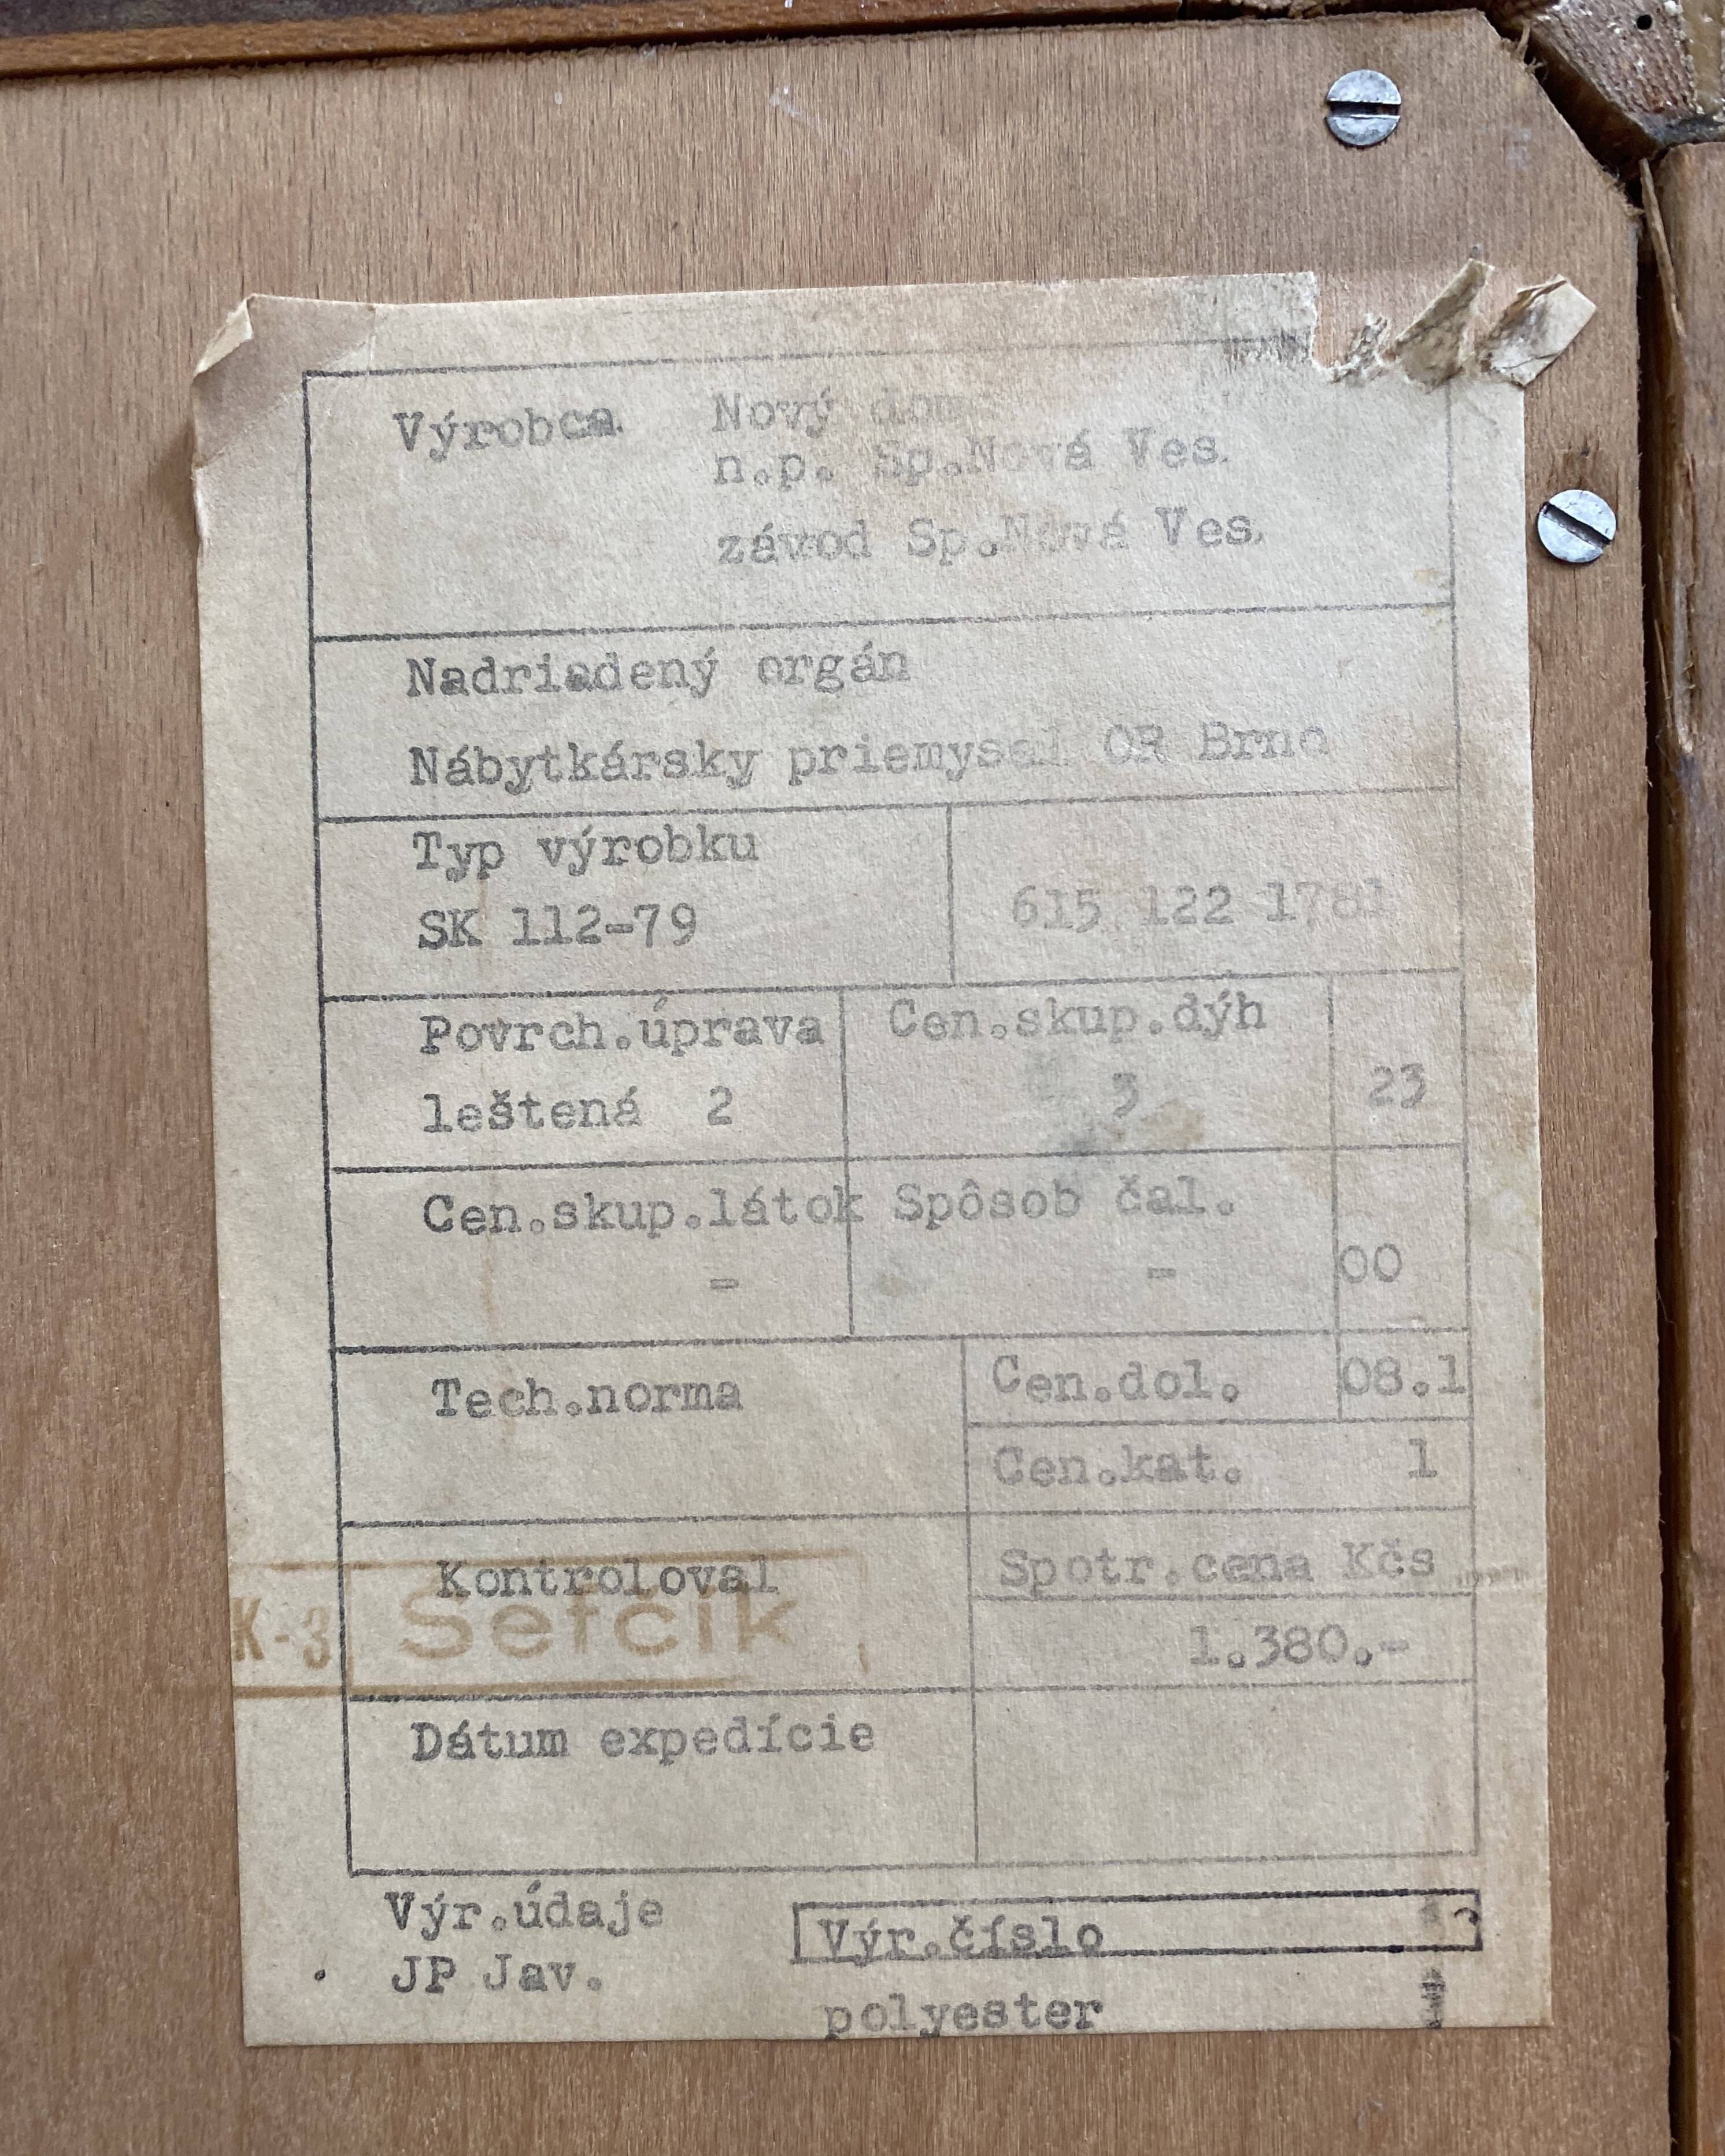 Výrobca Nový dom
n.p. Sp.Nová Ves.
závod Sp.Nová Ves.
Nadriadený orgán
Nábytkársky priemysel OR Brno
Typ výrobku
SK 112-79 615 122 1781
Povrch.úprava Cen.skup.dýh
leštená 2 3 23
Cen.skup.látok Spôsob čal.
- - 00
Tech.norma Cen.dol. 08.1
Cen.kat. 1
Kontroloval Spotr.cena Kčs
K-3 Šefčík
1.380.-
Dátum expedície
Výr.údaje Výr.číslo
JP Jav.
polyester